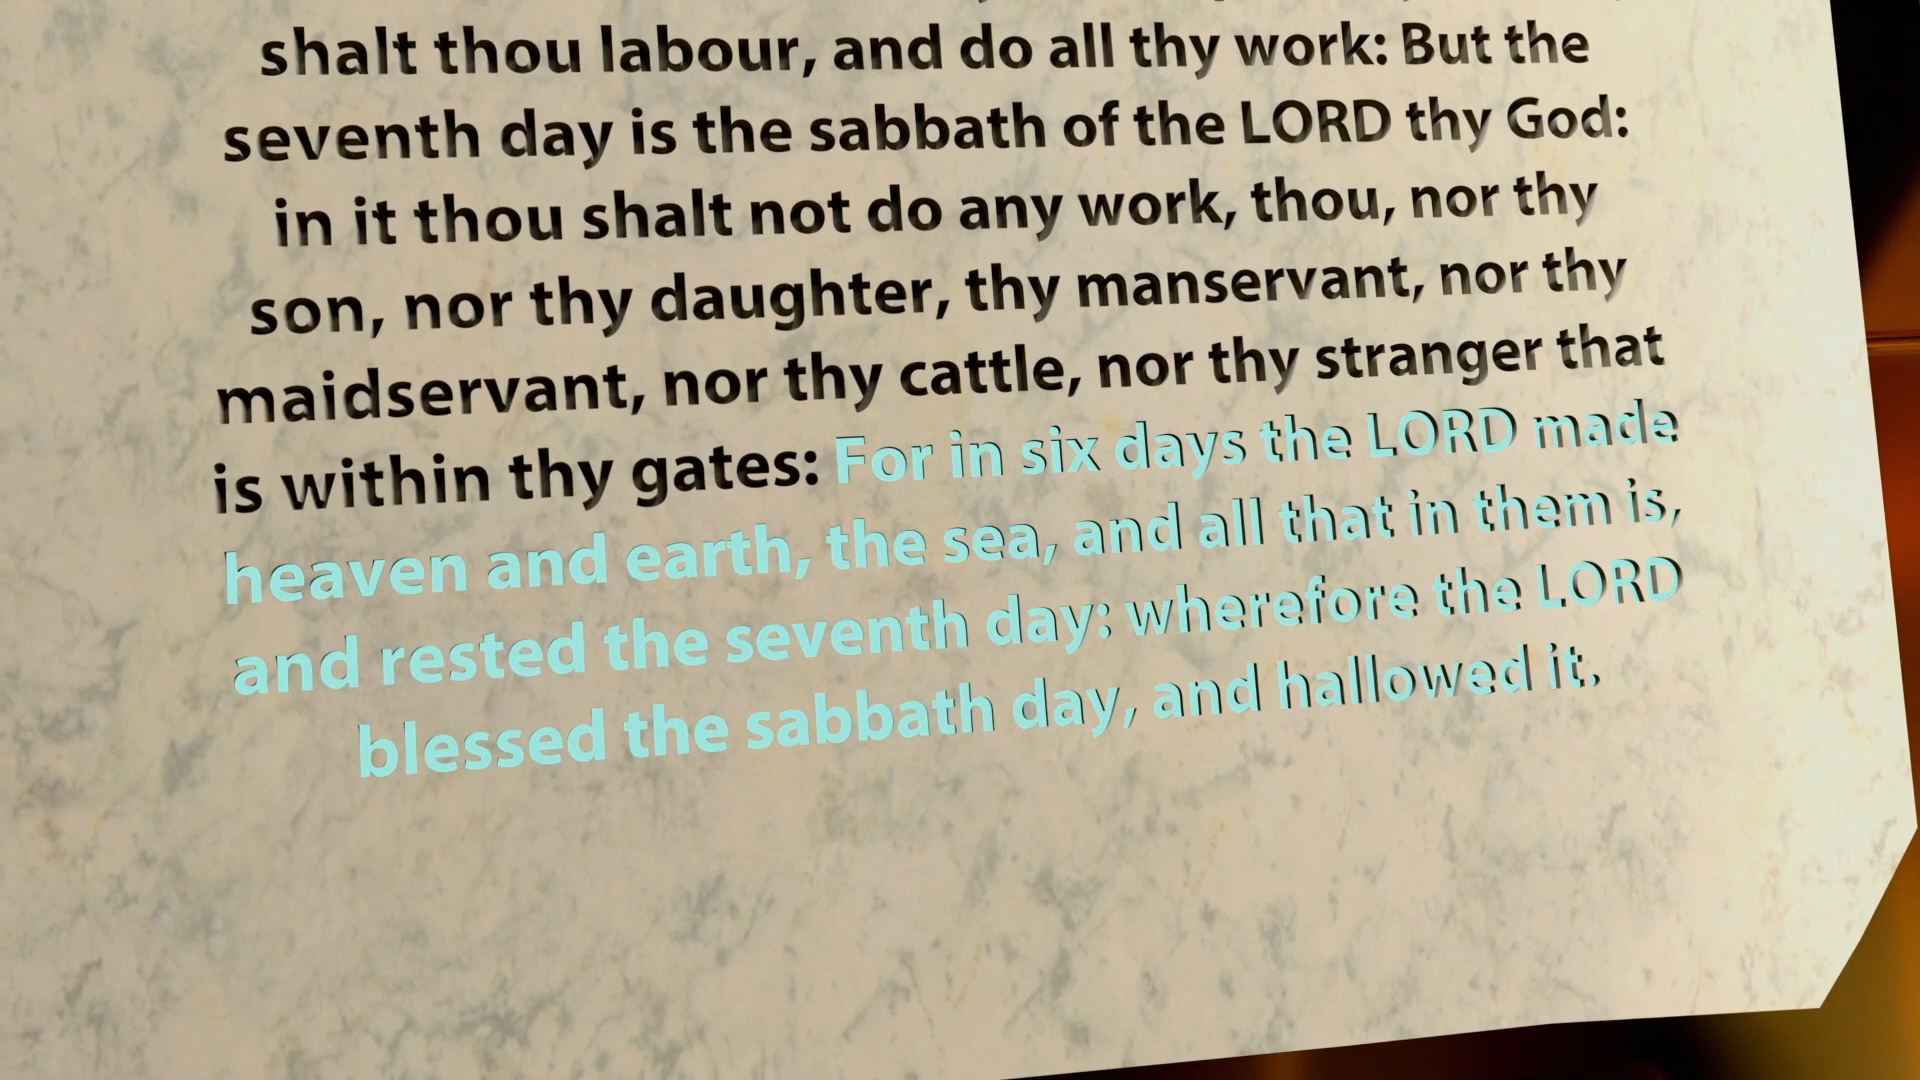 shalt thou labour, and do all thy work: But the
seventh day is the sabbath of the LORD thy God:
in it thou shalt not do any work, thou, nor thy
son, nor thy daughter, thy manservant, nor thy
maidservant, nor thy cattle, nor thy stranger that
is within thy gates: For in six days the LORD made
heaven and earth, the sea, and all that in them is,
and rested the seventh day: wherefore the LORD
blessed the sabbath day, and hallowed it.